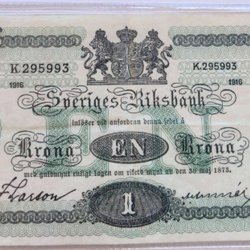 K.295993 K.295993
1916 1916
Sveriges Riksbank
inlöser vid anfordran denna sedel å
Krona EN Krona
med guldmynt enligt lagen om rikets mynt av den 30 maj 1873.
1